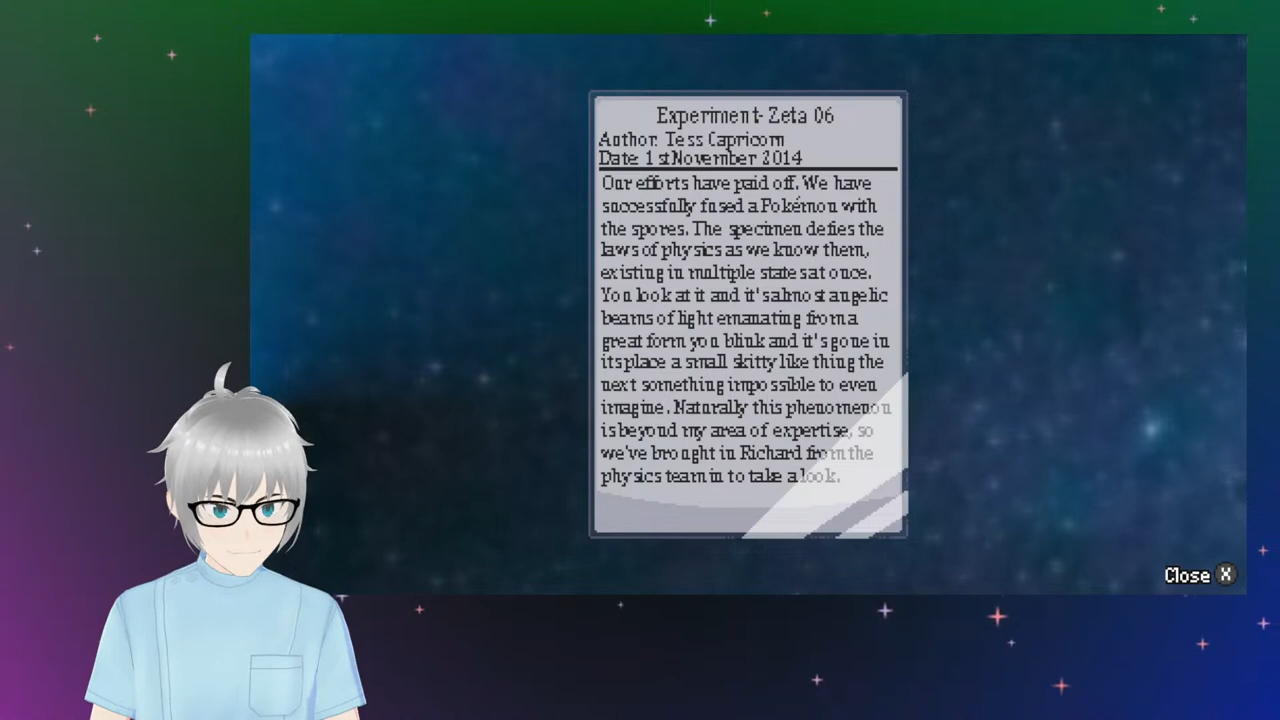 Experiment- Zeta 06
Author: Tess Capricorn
Date: 1stNovember 2014
Our efforts have paid off. We have
successfully fused a Pokémon with
the spores. The specimen defies the
laws of physics as we know them,
existing in multiple states at once.
You look at it and it's almost angelic
beams of light emanating from a
great form you blink and it's gone in
its place a small skitty like thing the
next something impossible to even
imagine. Naturally this phenomenon
is beyond my area of expertise, so
we've brought in Richard from the
physics team in to take a look.
Close X